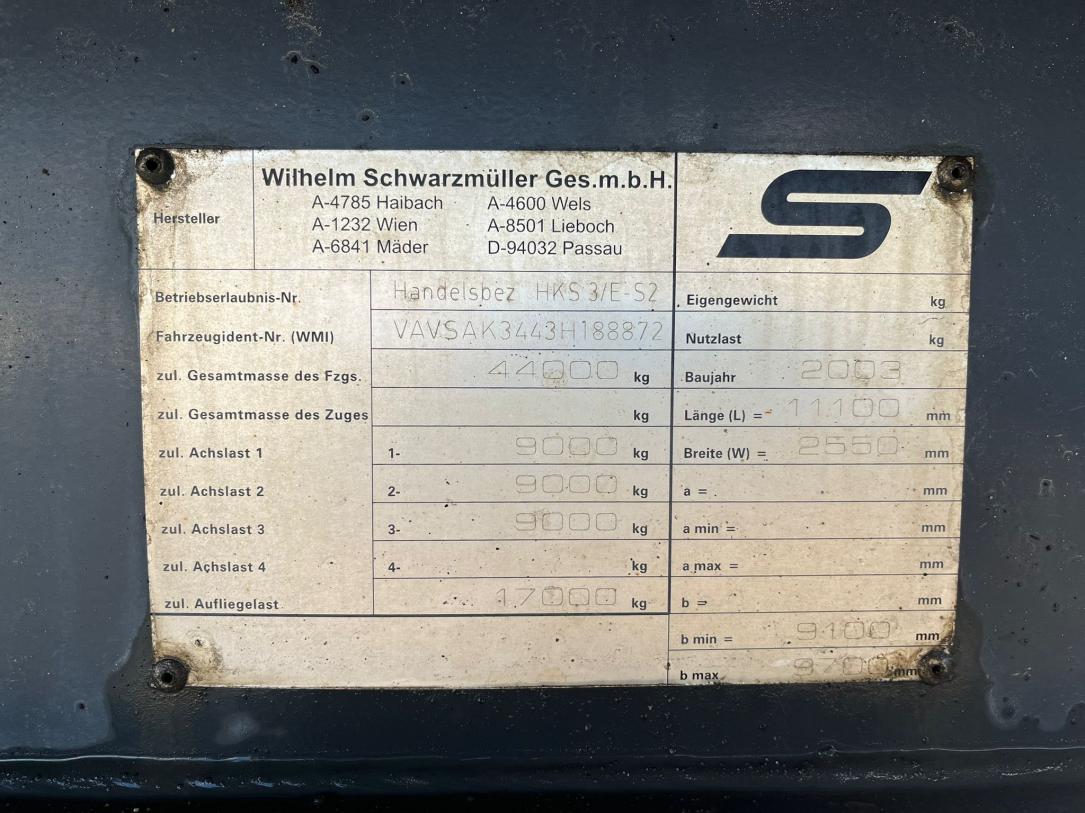 Hersteller
Wilhelm Schwarzmüller Ges.m.b.H.
A-4785 Haibach A-4600 Wels
A-1232 Wien A-8501 Lieboch
A-6841 Mäder D-94032 Passau
S
Betriebserlaubnis-Nr. Handelsbez HKS 3/E-S2 Eigengewicht kg
Fahrzeugident-Nr. (WMI) VAVSAK3443H188872 Nutzlast kg
zul. Gesamtmasse des Fzgs. 44000 kg Baujahr 2003
zul. Gesamtmasse des Zuges kg Länge (L) = 11.100 mm
zul. Achslast 1 1- 9000 kg Breite (W) = 2550 mm
zul. Achslast 2 2- 9000 kg a = mm
zul. Achslast 3 3- 9000 kg a min = mm
zul. Achslast 4 4- kg a max = mm
zul. Aufliegelast 17000 kg b = mm
b min = 9100 mm
b max 9700 mm